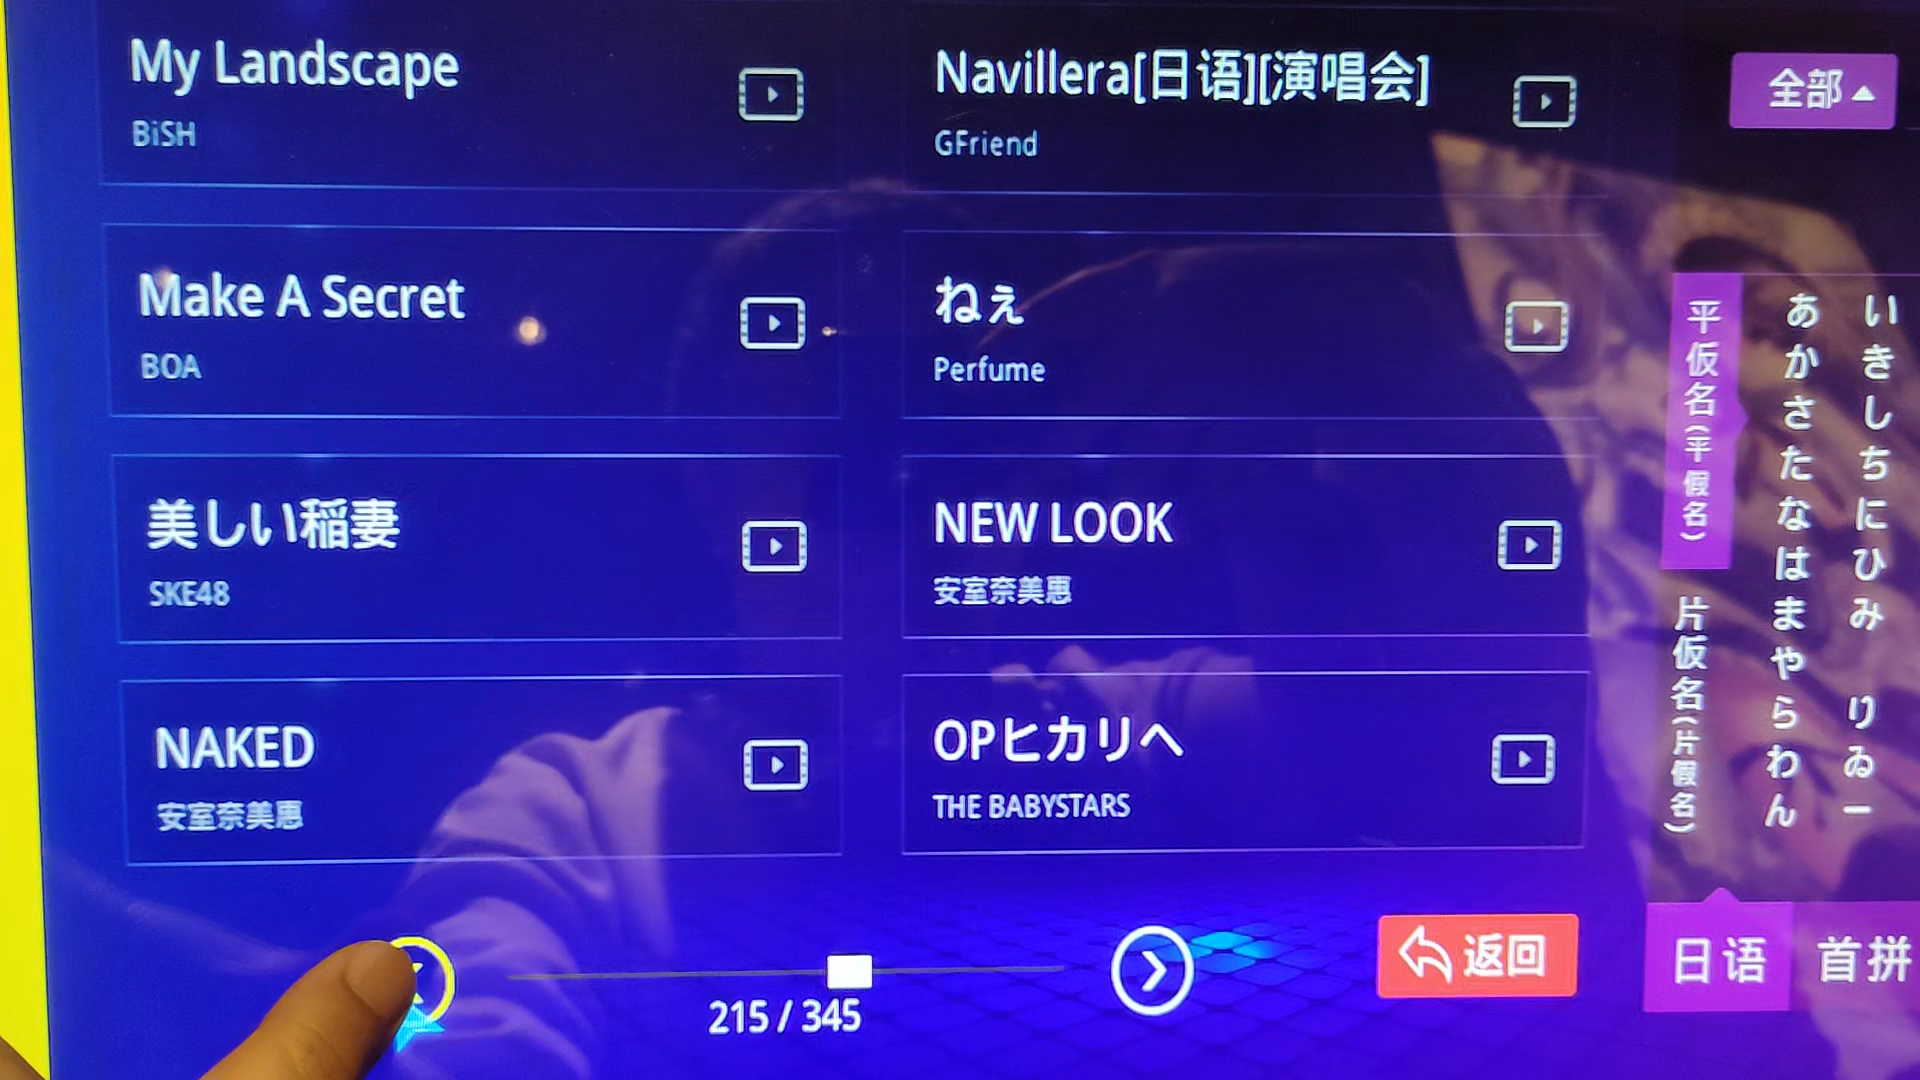 My Landscape
BiSH
Navillera[日语][演唱会]
GFriend
全部
Make A Secret
BOA
ねぇ
Perfume
美しい稲妻
SKE48
NEW LOOK
安室奈美恵
NAKED
安室奈美恵
OPヒカリへ
THE BABYSTARS
平仮名(平假名)
片仮名(片假名)
あかさたなはまやらわん
いきしちにひみ りゐー
215 / 345
返回
日语
首拼